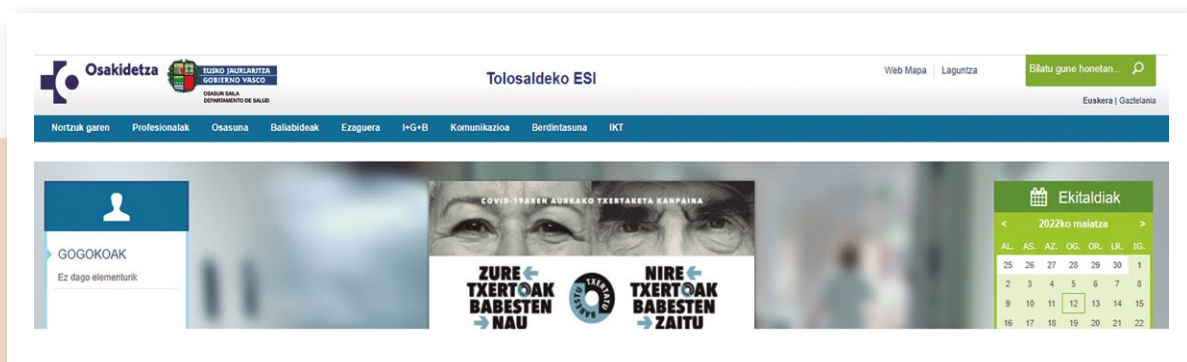 Osakidetza
EUSKO JAURLARITZA
GOBIERNO VASCO
OSASUN SAILA
DEPARTAMENTO DE SALUD
Tolosaldeko ESI
Web Mapa Laguntza
Bilatu gune honetan...
Euskera | Gaztelania
Nortzuk garen Profesionalak Osasuna Baliabideak Ezaguera I+G+B Komunikazioa Berdintasuna IKT
GOGOKOAK
Ez dago elementurik
COVID-19AREN AURKAKO TXERTAKETA KANPAINA
ZURE
TXERTOAK
BABESTEN
NAU
TXERTATU
BABESTU
NIRE
TXERTOAK
BABESTEN
ZAITU
Ekitaldiak
< 2022ko maiatza >
AL. AS. AZ. OG. OR. LR. IG.
25 26 27 28 29 30 1
2 3 4 5 6 7 8
9 10 11 12 13 14 15
16 17 18 19 20 21 22